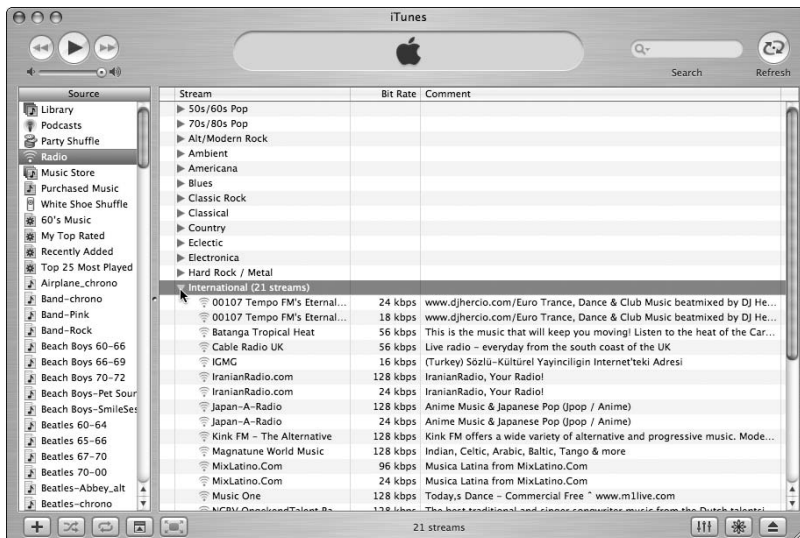 iTunes
Search
Refresh
Source
Library
Podcasts
Party Shuffle
Radio
Music Store
Purchased Music
White Shoe Shuffle
60's Music
My Top Rated
Recently Added
Top 25 Most Played
Airplane_chrono
Band-chrono
Band-Pink
Band-Rock
Beach Boys 60-66
Beach Boys 66-69
Beach Boys 70-72
Beach Boys-Pet Sour
Beach Boys-SmileSes
Beatles 60-64
Beatles 65-66
Beatles 67-70
Beatles 70-00
Beatles-Abbey_alt
Beatles-chrono
Stream Bit Rate Comment
50s/60s Pop
70s/80s Pop
Alt/Modern Rock
Ambient
Americana
Blues
Classic Rock
Classical
Country
Eclectic
Electronica
Hard Rock / Metal
International (21 streams)
00107 Tempo FM's Eternal... 24 kbps www.djhercio.com/Euro Trance, Dance & Club Music beatmixed by DJ He...
00107 Tempo FM's Eternal... 18 kbps www.djhercio.com/Euro Trance, Dance & Club Music beatmixed by DJ He...
Batanga Tropical Heat 56 kbps This is the music that will keep you moving! Listen to the heat of the Car...
Cable Radio UK 56 kbps Live radio - everyday from the south coast of the UK
IGMG 16 kbps (Turkey) Sözlü-Kültürel Yayinciligin Internet'teki Adresi
IranianRadio.com 128 kbps IranianRadio, Your Radio!
IranianRadio.com 24 kbps IranianRadio, Your Radio!
Japan-A-Radio 128 kbps Anime Music & Japanese Pop (Jpop / Anime)
Japan-A-Radio 24 kbps Anime Music & Japanese Pop (Jpop / Anime)
Kink FM - The Alternative 128 kbps Kink FM offers a wide variety of alternative and progressive music. Mode...
Magnatune World Music 128 kbps Indian, Celtic, Arabic, Baltic, Tango & more
MixLatino.Com 96 kbps Musica Latina from MixLatino.Com
MixLatino.Com 24 kbps Musica Latina from MixLatino.Com
Music One 128 kbps Today,s Dance - Commercial Free ^ www.m1live.com
128 kbps The best traditional and singer songwriter music from the Dutch
21 streams